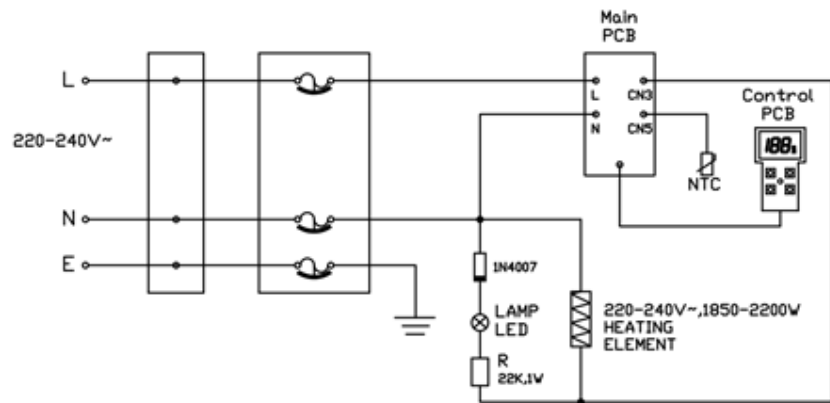 Main
PCB
L
L
CN3
Control
PCB
220-240V~
N
CN5
188s
NTC
N
E
1N4007
LAMP
LED
220-240V~,1850-2200W
HEATING
ELEMENT
R
22K,1W